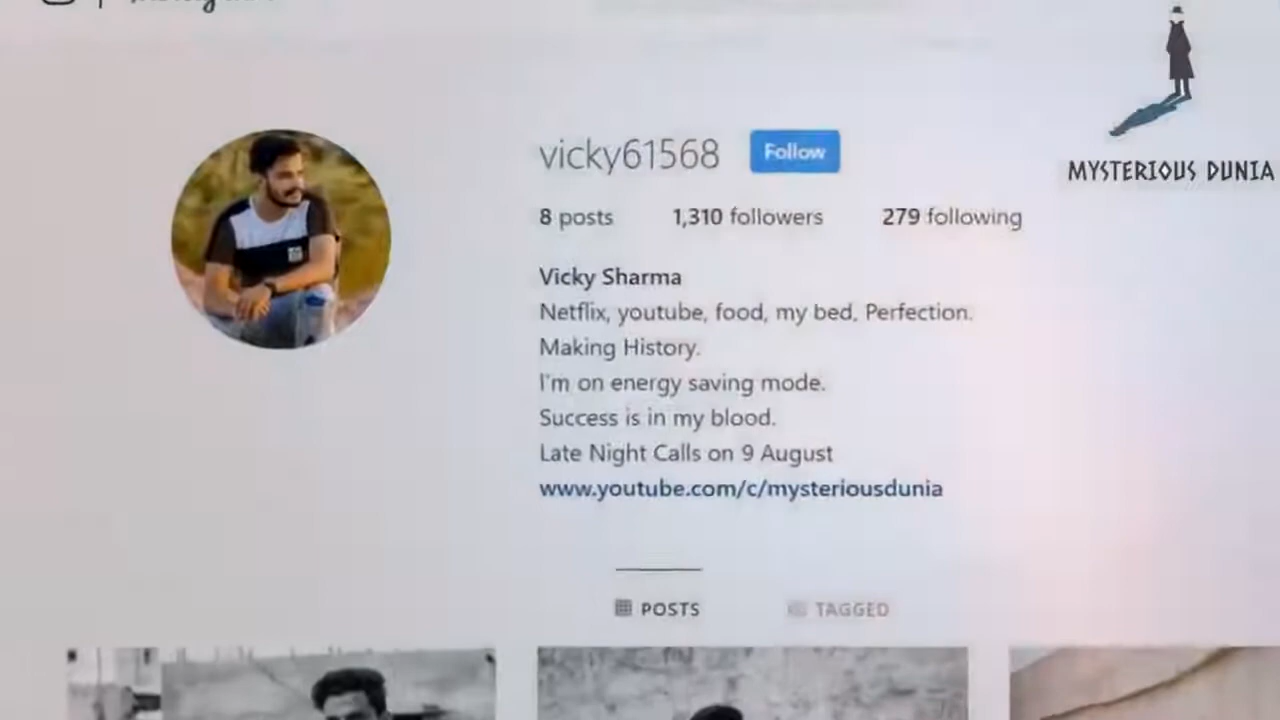 MYSTERIOUS DUNIA
vicky61568 Follow
8 posts 1,310 followers 279 following
Vicky Sharma
Netflix, youtube, food, my bed, Perfection.
Making History.
I'm on energy saving mode.
Success is in my blood.
Late Night Calls on 9 August
www.youtube.com/c/mysteriousdunia
POSTS TAGGED